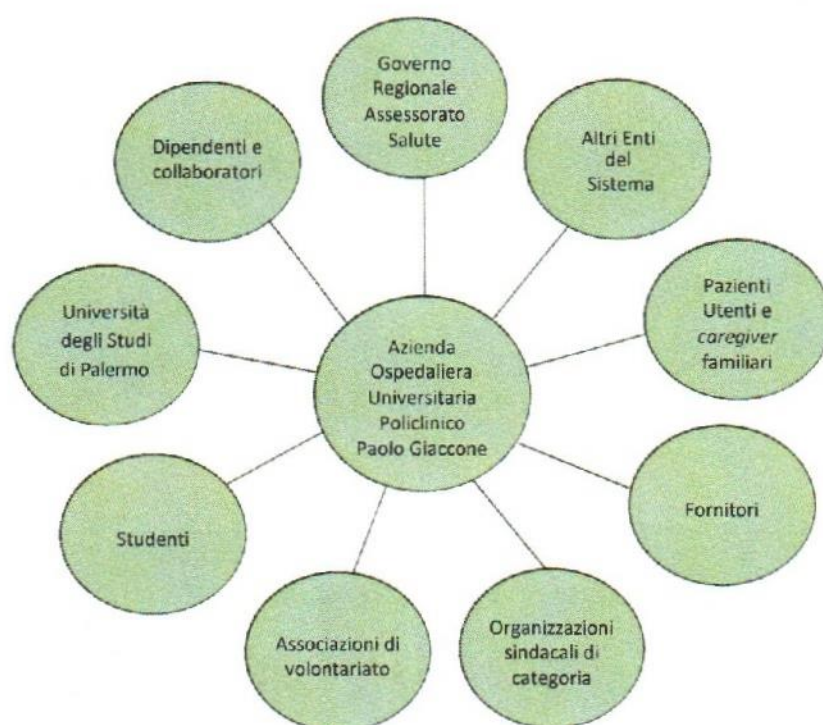 Governo
Regionale
Assessorato
Salute
Altri Enti
del
Sistema
Pazienti
Utenti e
caregiver
familiari
Fornitori
Organizzazioni
sindacali di
categoria
Associazioni di
volontariato
Studenti
Università
degli Studi
di Palermo
Dipendenti e
collaboratori
Azienda
Ospedaliera
Universitaria
Policlinico
Paolo Giaccone